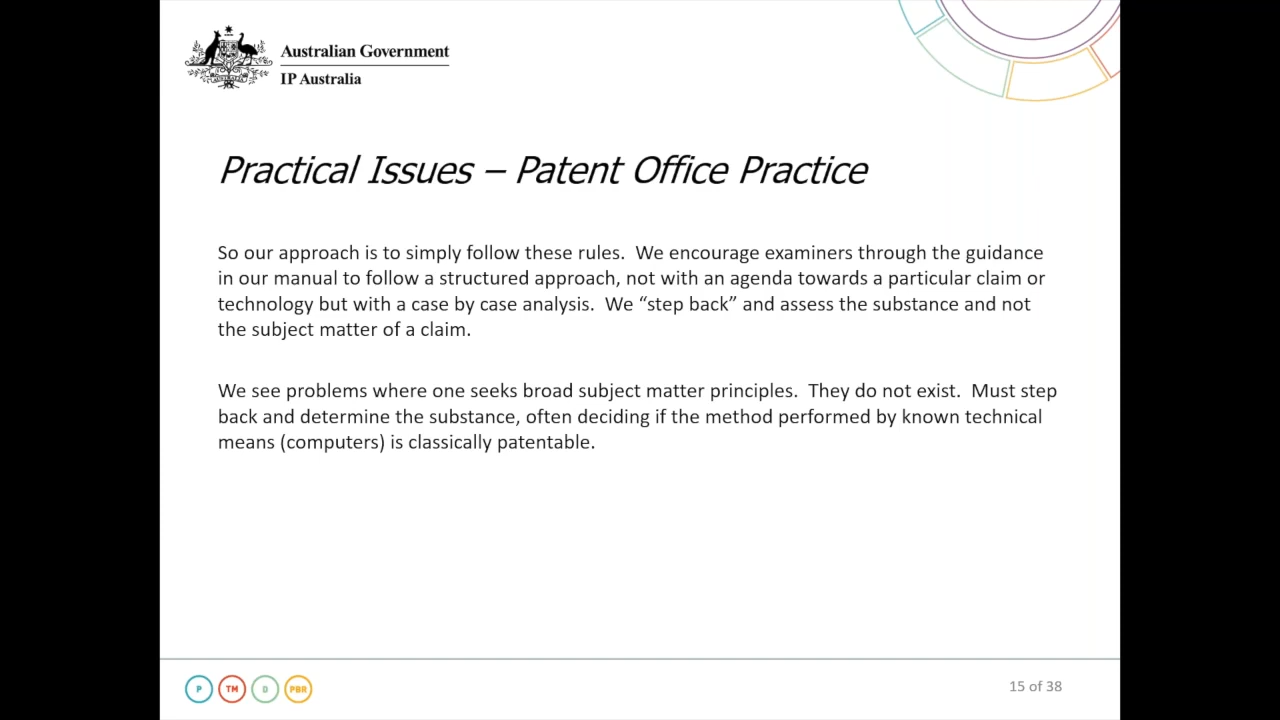 Australian Government
IP Australia
Practical Issues – Patent Office Practice
So our approach is to simply follow these rules.  We encourage examiners through the guidance
in our manual to follow a structured approach, not with an agenda towards a particular claim or
technology but with a case by case analysis.  We “step back” and assess the substance and not
the subject matter of a claim.
We see problems where one seeks broad subject matter principles.  They do not exist.  Must step
back and determine the substance, often deciding if the method performed by known technical
means (computers) is classically patentable.
P TM D PBR
15 of 38